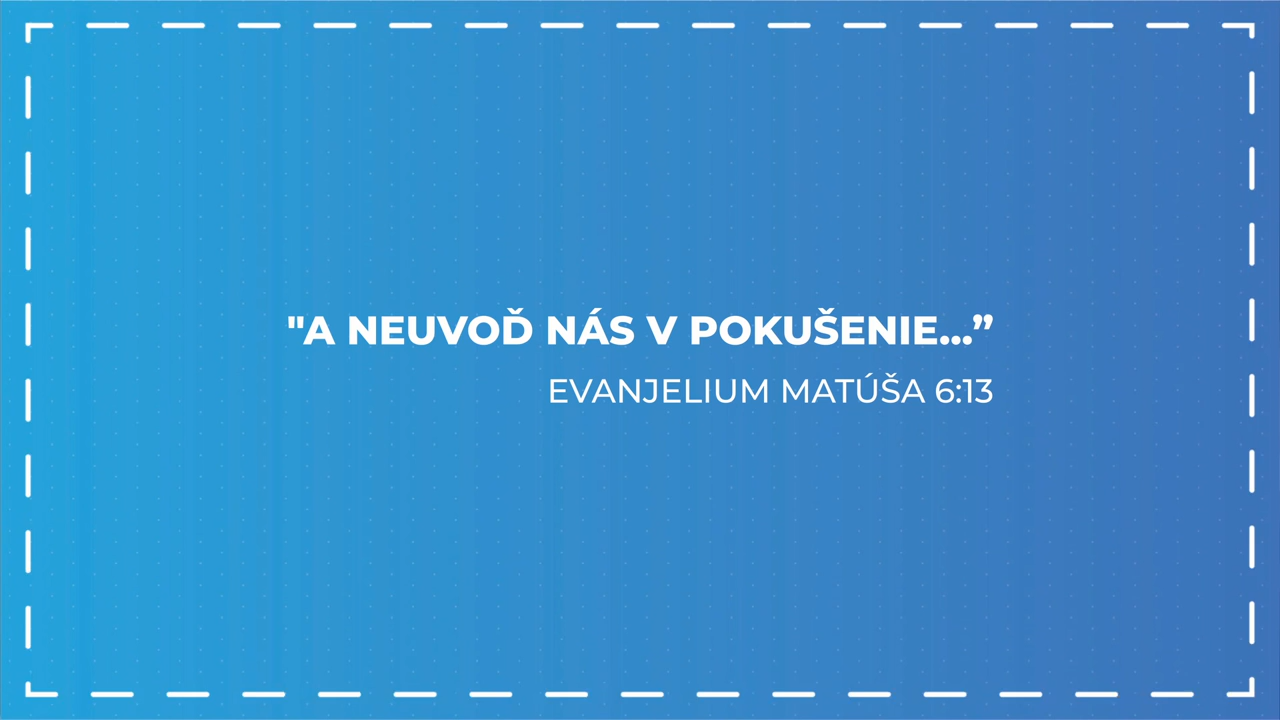 "A NEUVOĎ NÁS V POKUŠENIE...”
EVANJELIUM MATÚŠA 6:13